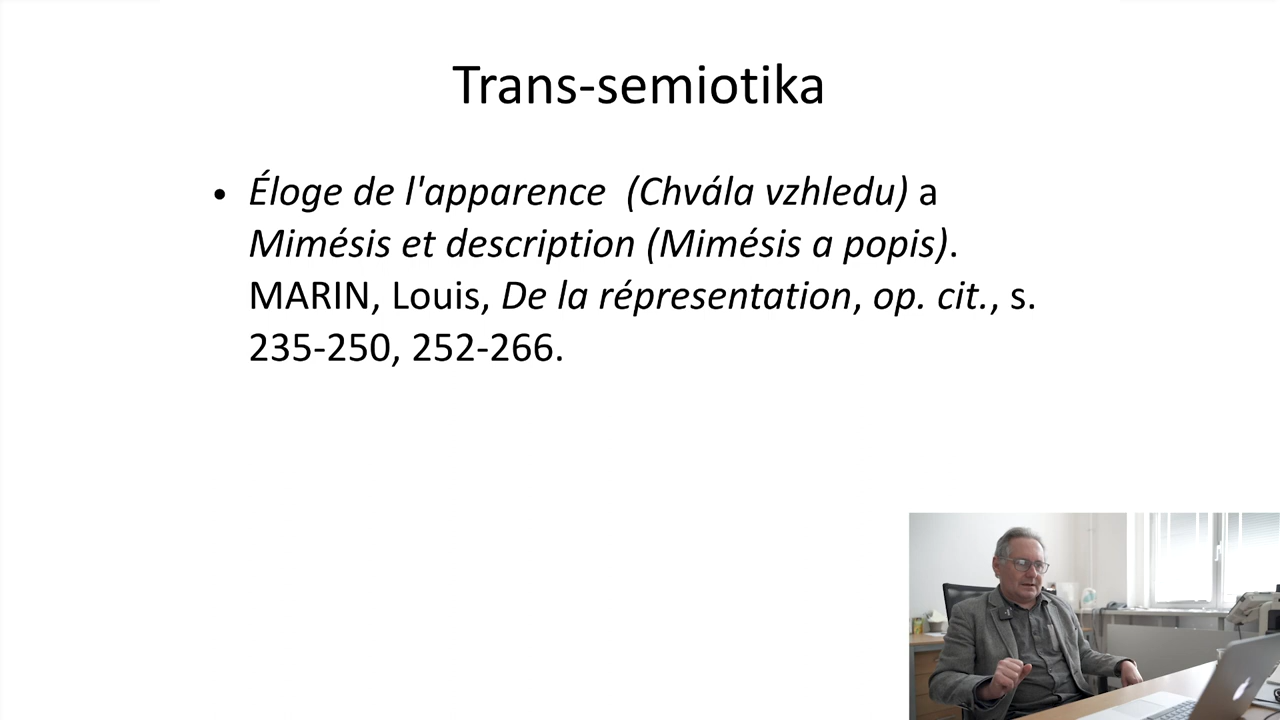 Trans-semiotika
• Éloge de l'apparence (Chvála vzhledu) a
Mimésis et description (Mimésis a popis).
MARIN, Louis, De la répresentation, op. cit., s.
235-250, 252-266.